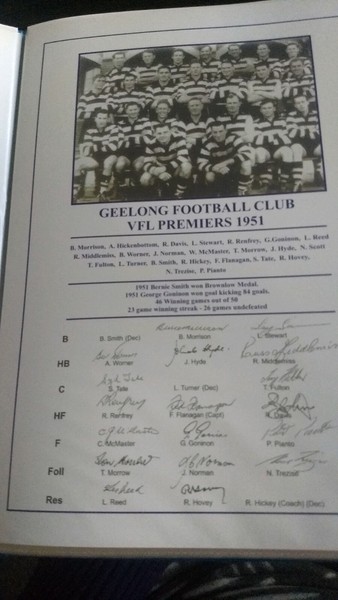 GEELONG FOOTBALL CLUB
VFL PREMIERS 1951
B. Morrison, A. Hickenbottom, R. Davis, L. Stewart, R. Renfrey, G. Goninon, L. Reed
R. Middlemiss, B. Worner, J. Norman, W. McMaster, T. Morrow, J. Hyde, N. Scott
T. Fulton, L. Turner, B. Smith, R. Hickey, F. Flanagan, S. Tate, R. Hovey,
N. Trezise, P. Pianto
1951 Bernie Smith won Brownlow Medal.
1951 George Goninon won goal kicking 84 goals.
46 Winning games out of 50
23 game winning streak - 26 games undefeated
B B. Smith (Dec) B. Morrison L. Stewart
HB A. Worner J. Hyde R. Middlemiss
C S. Tate L. Turner (Dec) T. Fulton
HF R. Renfrey F. Flanagan (Capt) R. Davis
F C. McMaster G. Goninon P. Pianto
Foll T. Morrow J. Norman N. Trezise
Res L. Reed R. Hovey R. Hickey (Coach) (Dec)